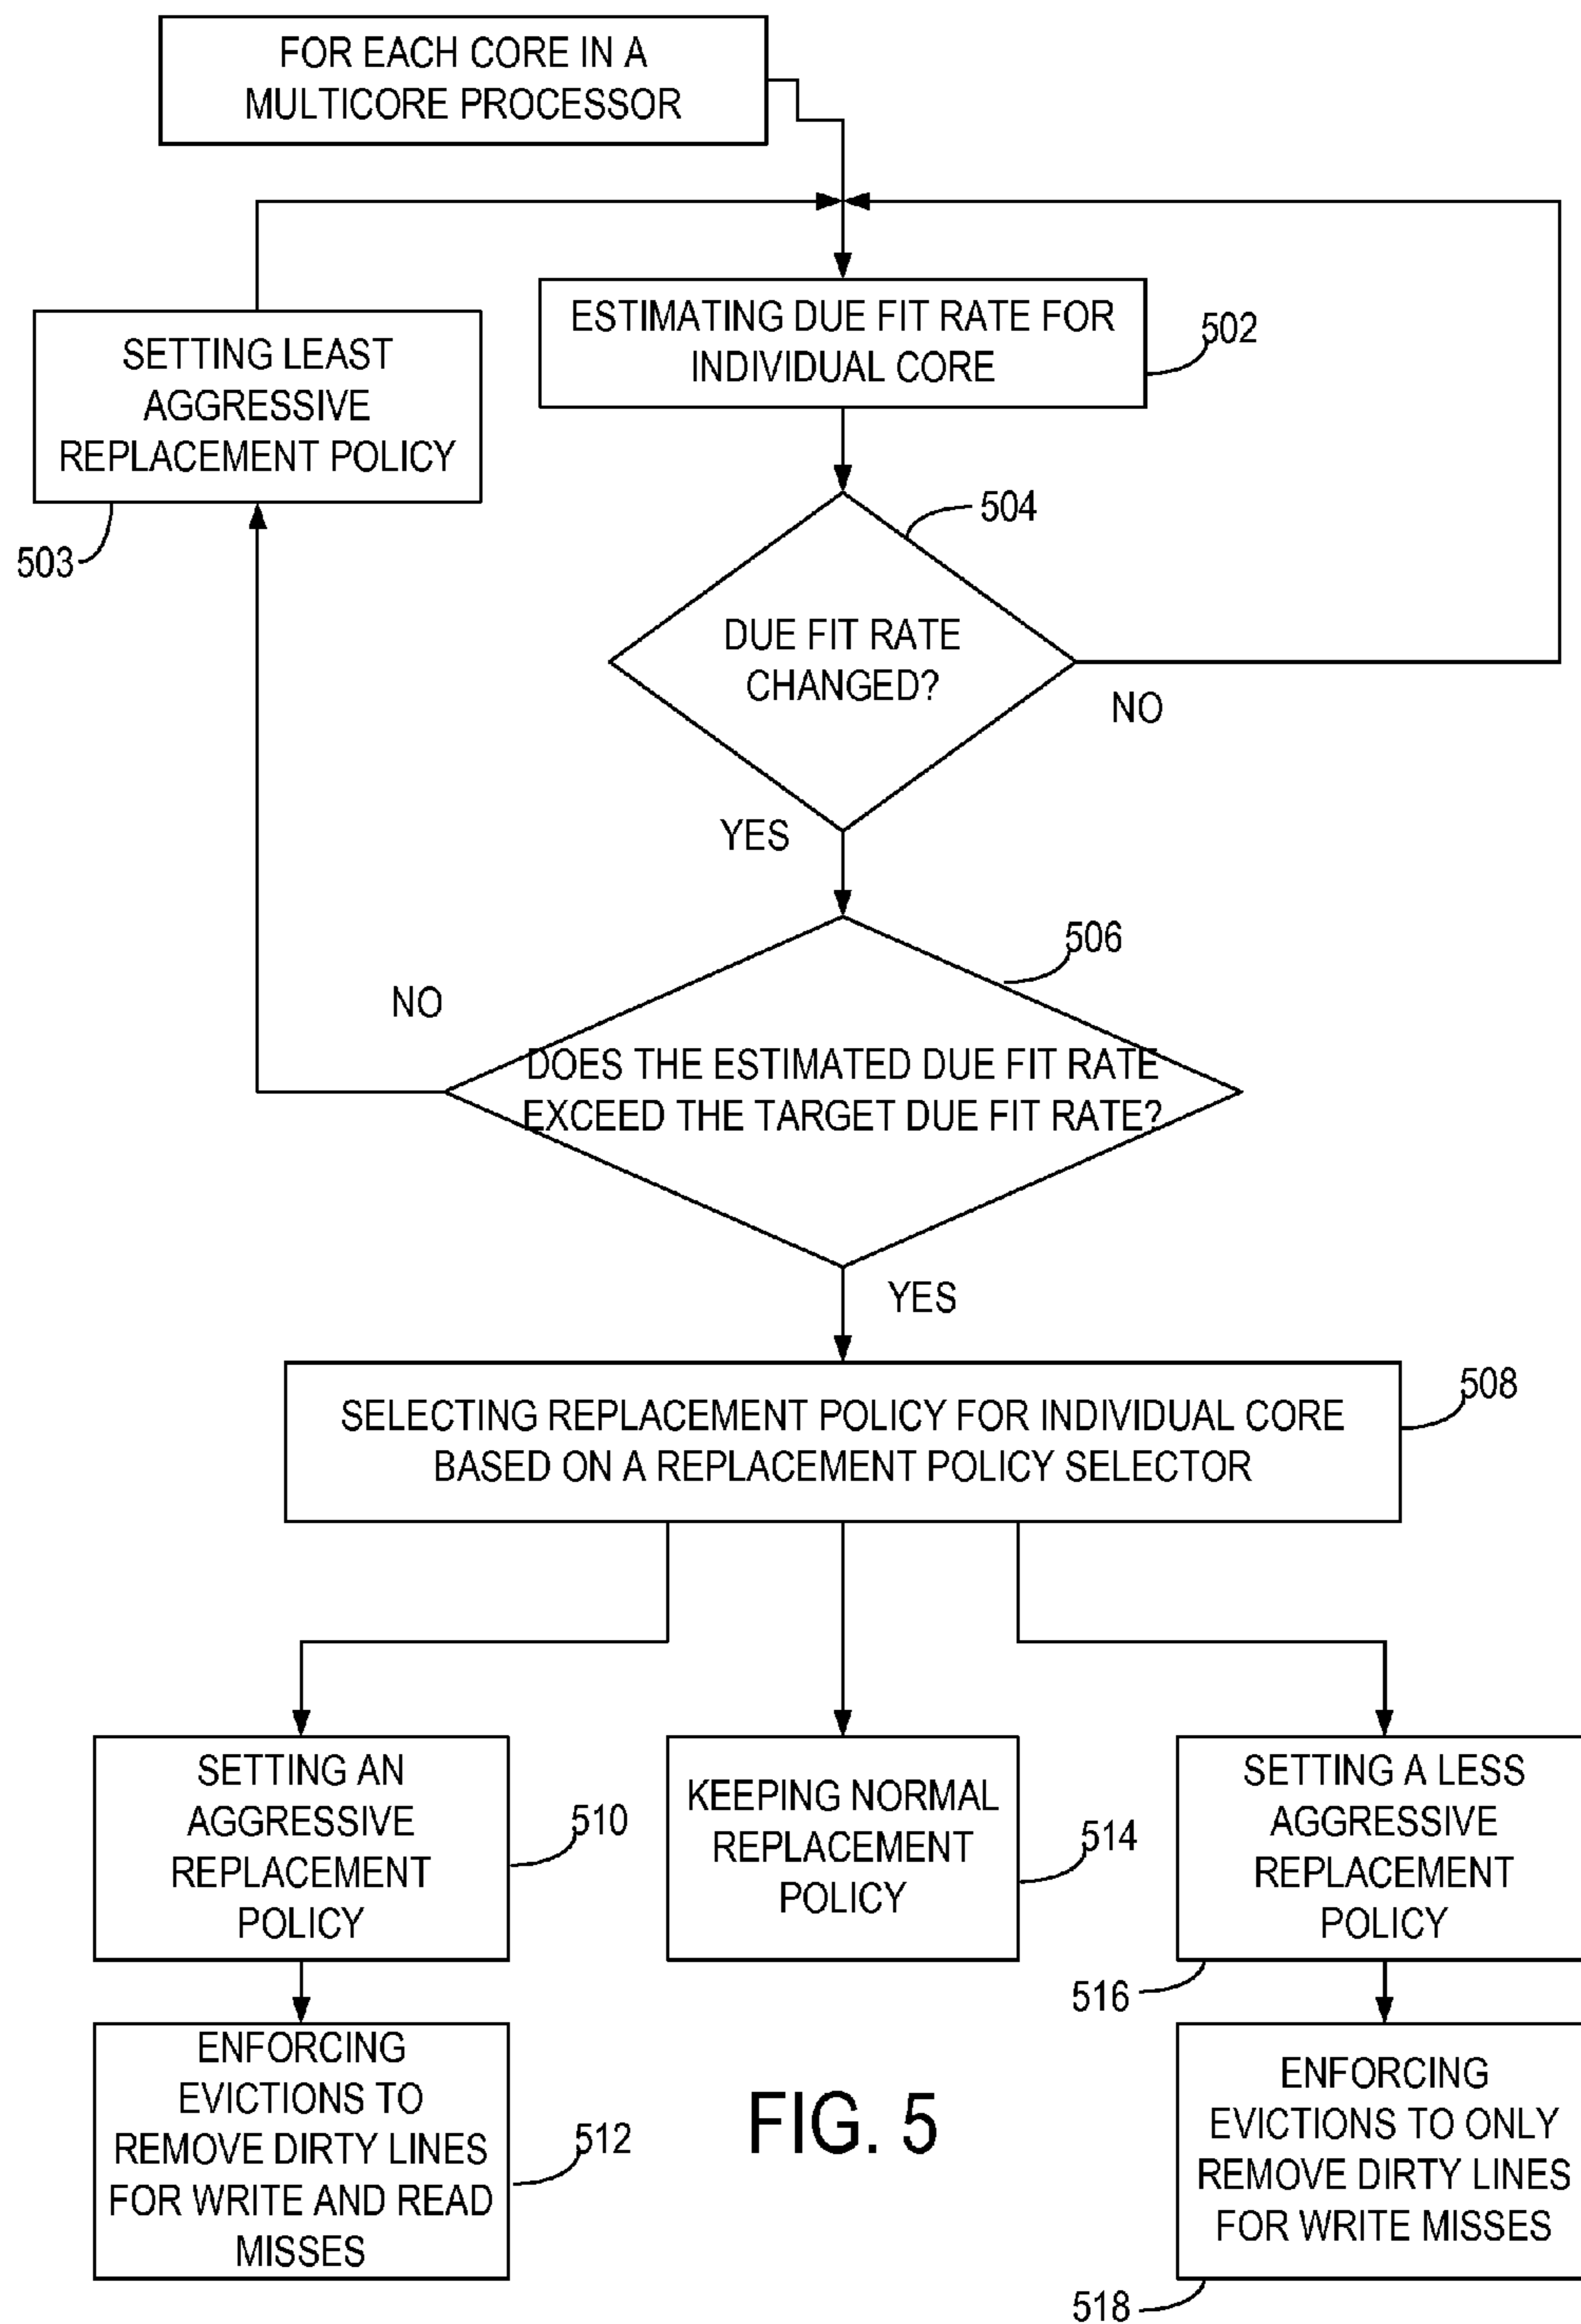 FOR EACH CORE IN A
MULTICORE PROCESSOR
ESTIMATING DUE FIT RATE FOR
INDIVIDUAL CORE
502
SETTING LEAST
AGGRESSIVE
REPLACEMENT POLICY
503
504
DUE FIT RATE
CHANGED?
NO
YES
506
NO
DOES THE ESTIMATED DUE FIT RATE
EXCEED THE TARGET DUE FIT RATE?
YES
508
SELECTING REPLACEMENT POLICY FOR INDIVIDUAL CORE
BASED ON A REPLACEMENT POLICY SELECTOR
SETTING AN
AGGRESSIVE
REPLACEMENT
POLICY
510
KEEPING NORMAL
REPLACEMENT
POLICY
514
SETTING A LESS
AGGRESSIVE
REPLACEMENT
POLICY
516
ENFORCING
EVICTIONS TO
REMOVE DIRTY LINES
FOR WRITE AND READ
MISSES
512
FIG. 5
ENFORCING
EVICTIONS TO ONLY
REMOVE DIRTY LINES
FOR WRITE MISSES
518